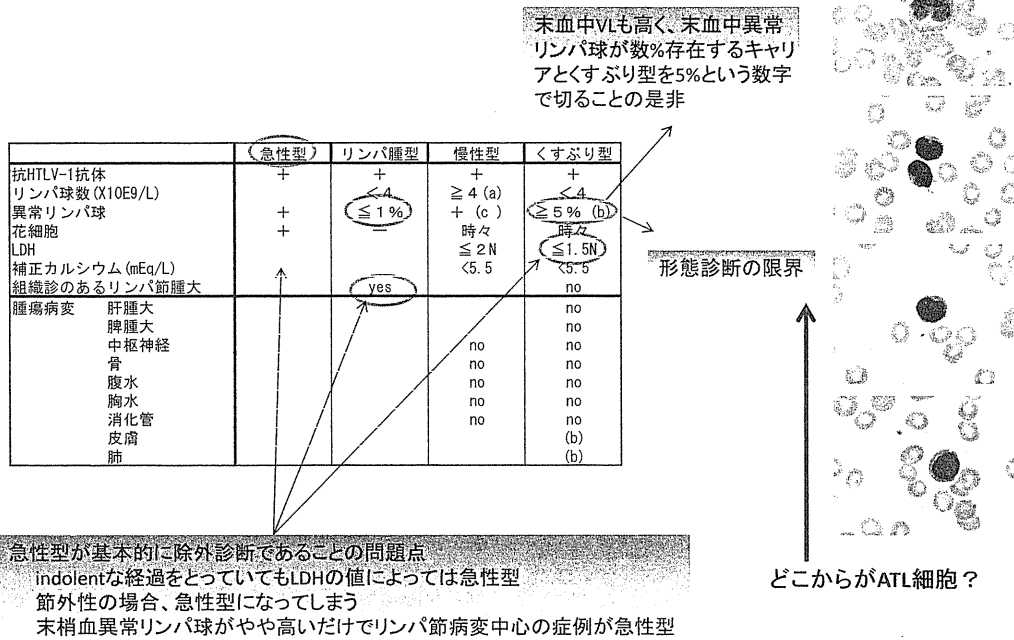 末血中VLも高く、末血中異常
リンパ球が数%存在するキャリ
アとくすぶり型を5%という数字
で切ることの是非
急性型 リンパ腫型 慢性型 くすぶり型
抗HTLV-1抗体 + + + +
リンパ球数(X10E9/L) <4 ≧4(a) <4
異常リンパ球 + ≦1% +(c) ≧5%(b)
花細胞 + − 時々 時々
LDH ≦2N ≦1.5N
補正カルシウム(mEq/L) <5.5 <5.5
組織診のあるリンパ節腫大 yes no
腫瘍病変 肝腫大 no
脾腫大 no
中枢神経 no no
骨 no no
腹水 no no
胸水 no no
消化管 no no
皮膚 (b)
肺 (b)
形態診断の限界
どこからがATL細胞？
急性型が基本的に除外診断であることの問題点
indolentな経過をとっていてもLDHの値によっては急性型
節外性の場合、急性型になってしまう
末梢血異常リンパ球がやや高いだけでリンパ節病変中心の症例が急性型